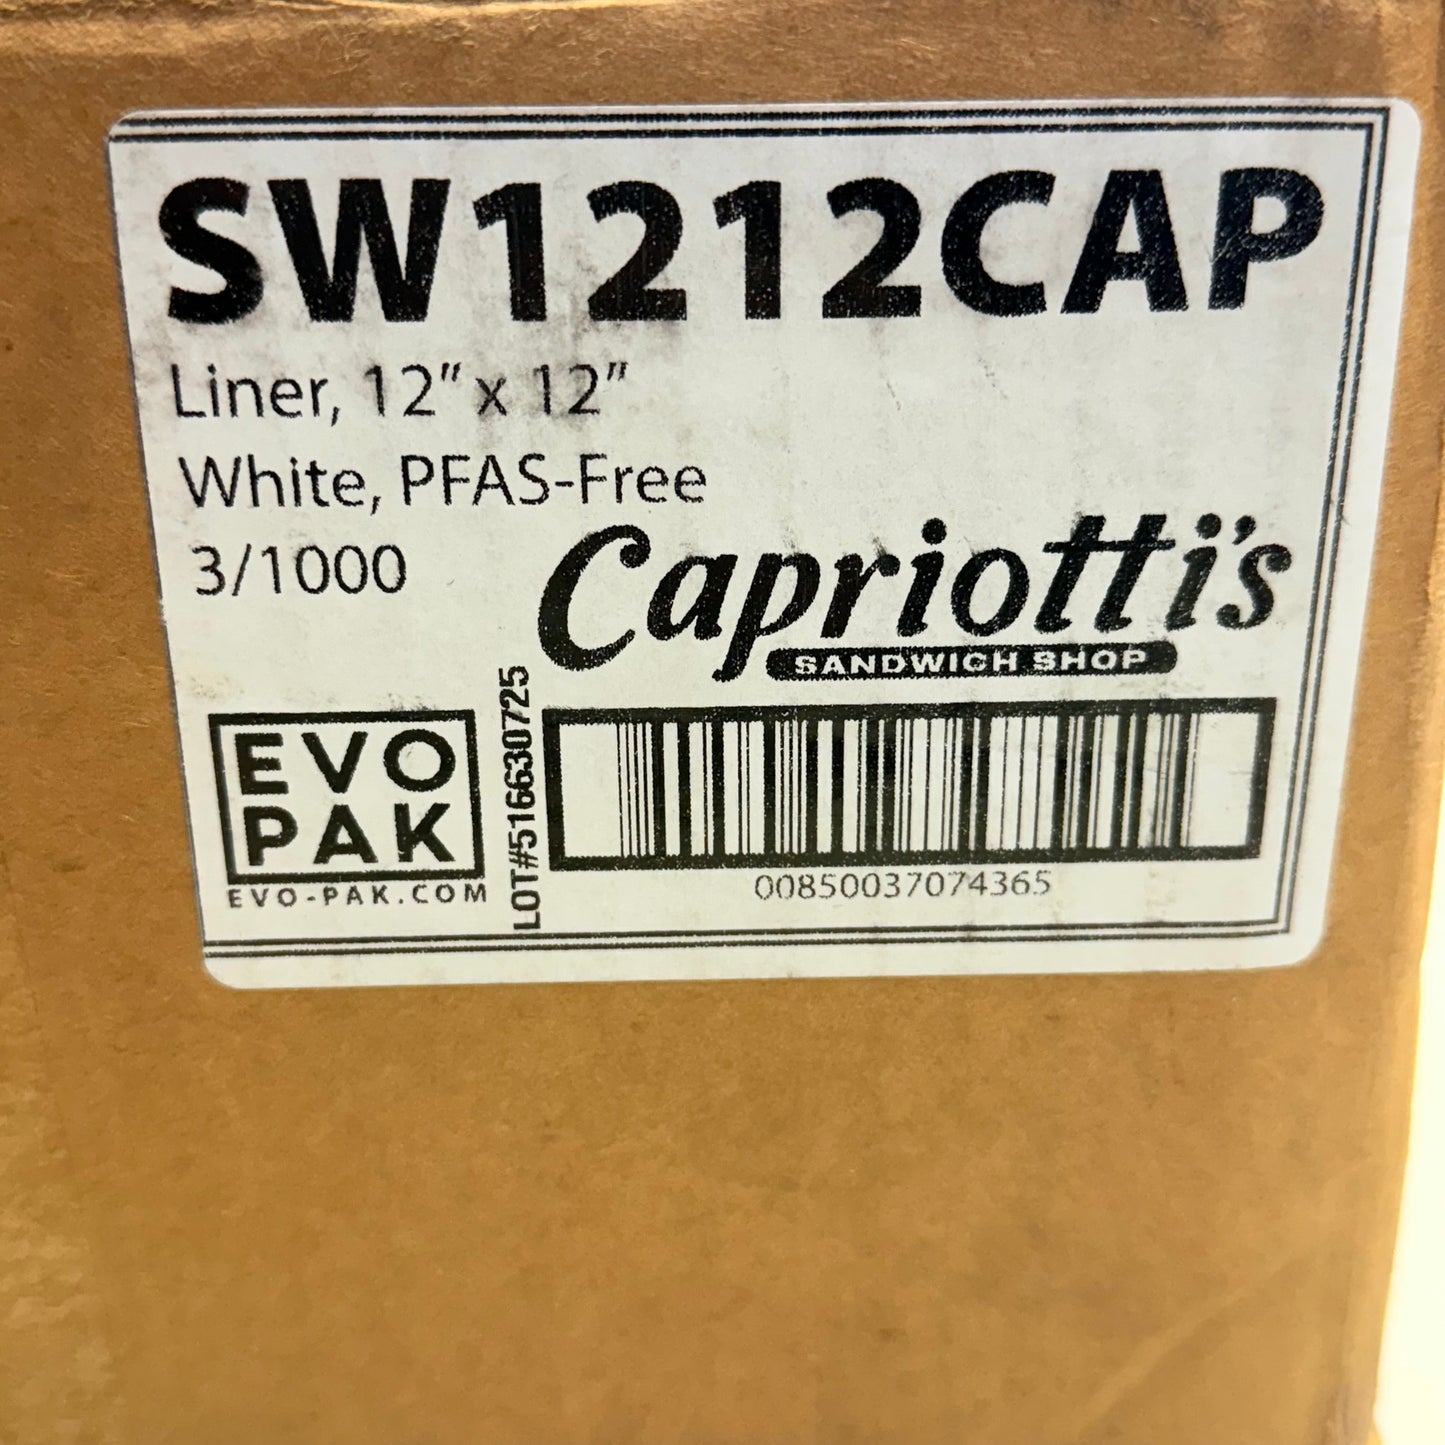 SW1212CAP
Liner, 12" x 12"
White, PFAS-Free
3/1000
Capriotti's
SANDWICH SHOP
EVO
PAK
EVO-PAK.COM
LOT#516630725
00850037074365